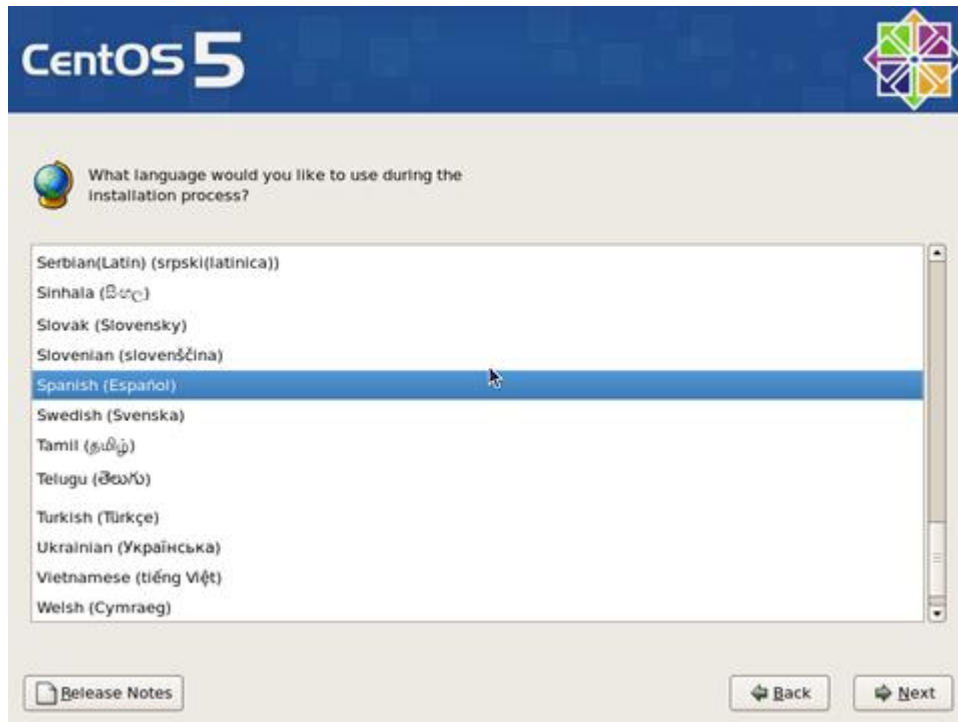 CentOS 5
What language would you like to use during the
installation process?
Serbian(Latin) (srpski(latinica))
Sinhala (සිංහල)
Slovak (Slovensky)
Slovenian (slovenščina)
Spanish (Español)
Swedish (Svenska)
Tamil (தமிழ்)
Telugu (తెలుగు)
Turkish (Türkçe)
Ukrainian (Українська)
Vietnamese (tiếng Việt)
Welsh (Cymraeg)
Release Notes
Back
Next